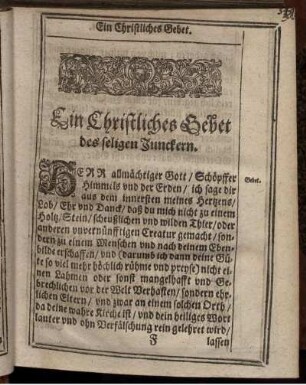 Ein Christliches Gebet.
Ein Christliches Gebet
des seligen Junckern.
HERR allmächtiger Gott / Schöpffer
Himmels vnd der Erden / ich sage dir
aus dem innersten meines Hertzens /
Lob / Ehr vnd Danck / daß du mich nicht zu einem
Holtz / Stein / scheußlichen vnd wilden Thier / oder
anderen vnvernünfftigen Creatur gemacht / son-
dern zu einem Menschen vnd nach deinem Eben-
bilde erschaffen / vnd (darumb ich dann deine Gü-
te so viel mehr höchlich rühme vnd preyse) nicht ei-
nen Lahmen oder sonst mangelhafft vnd Ge-
brechlichen vor der Welt Verhasten / sondern ehr-
lichen Eltern / vnd zwar an einem solchen Orth /
da deine wahre Kirche ist / vnd dein heiliges Wort
lauter vnd ohn Verfälschung rein gelehret wird /
F
lassen
Gebet.